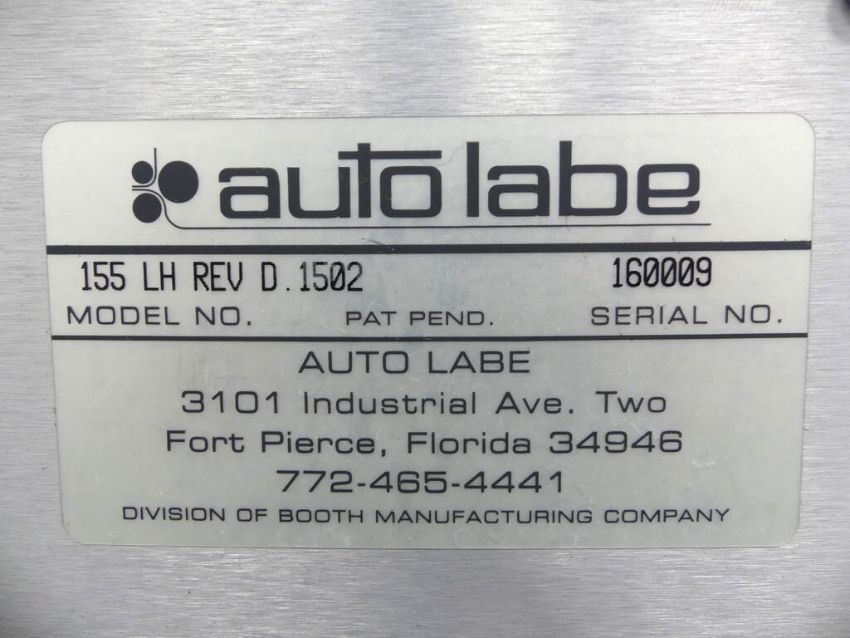 auto labe
155 LH REV D.1502 160009
MODEL NO. PAT PEND. SERIAL NO.
AUTO LABE
3101 Industrial Ave. Two
Fort Pierce, Florida 34946
772-465-4441
DIVISION OF BOOTH MANUFACTURING COMPANY